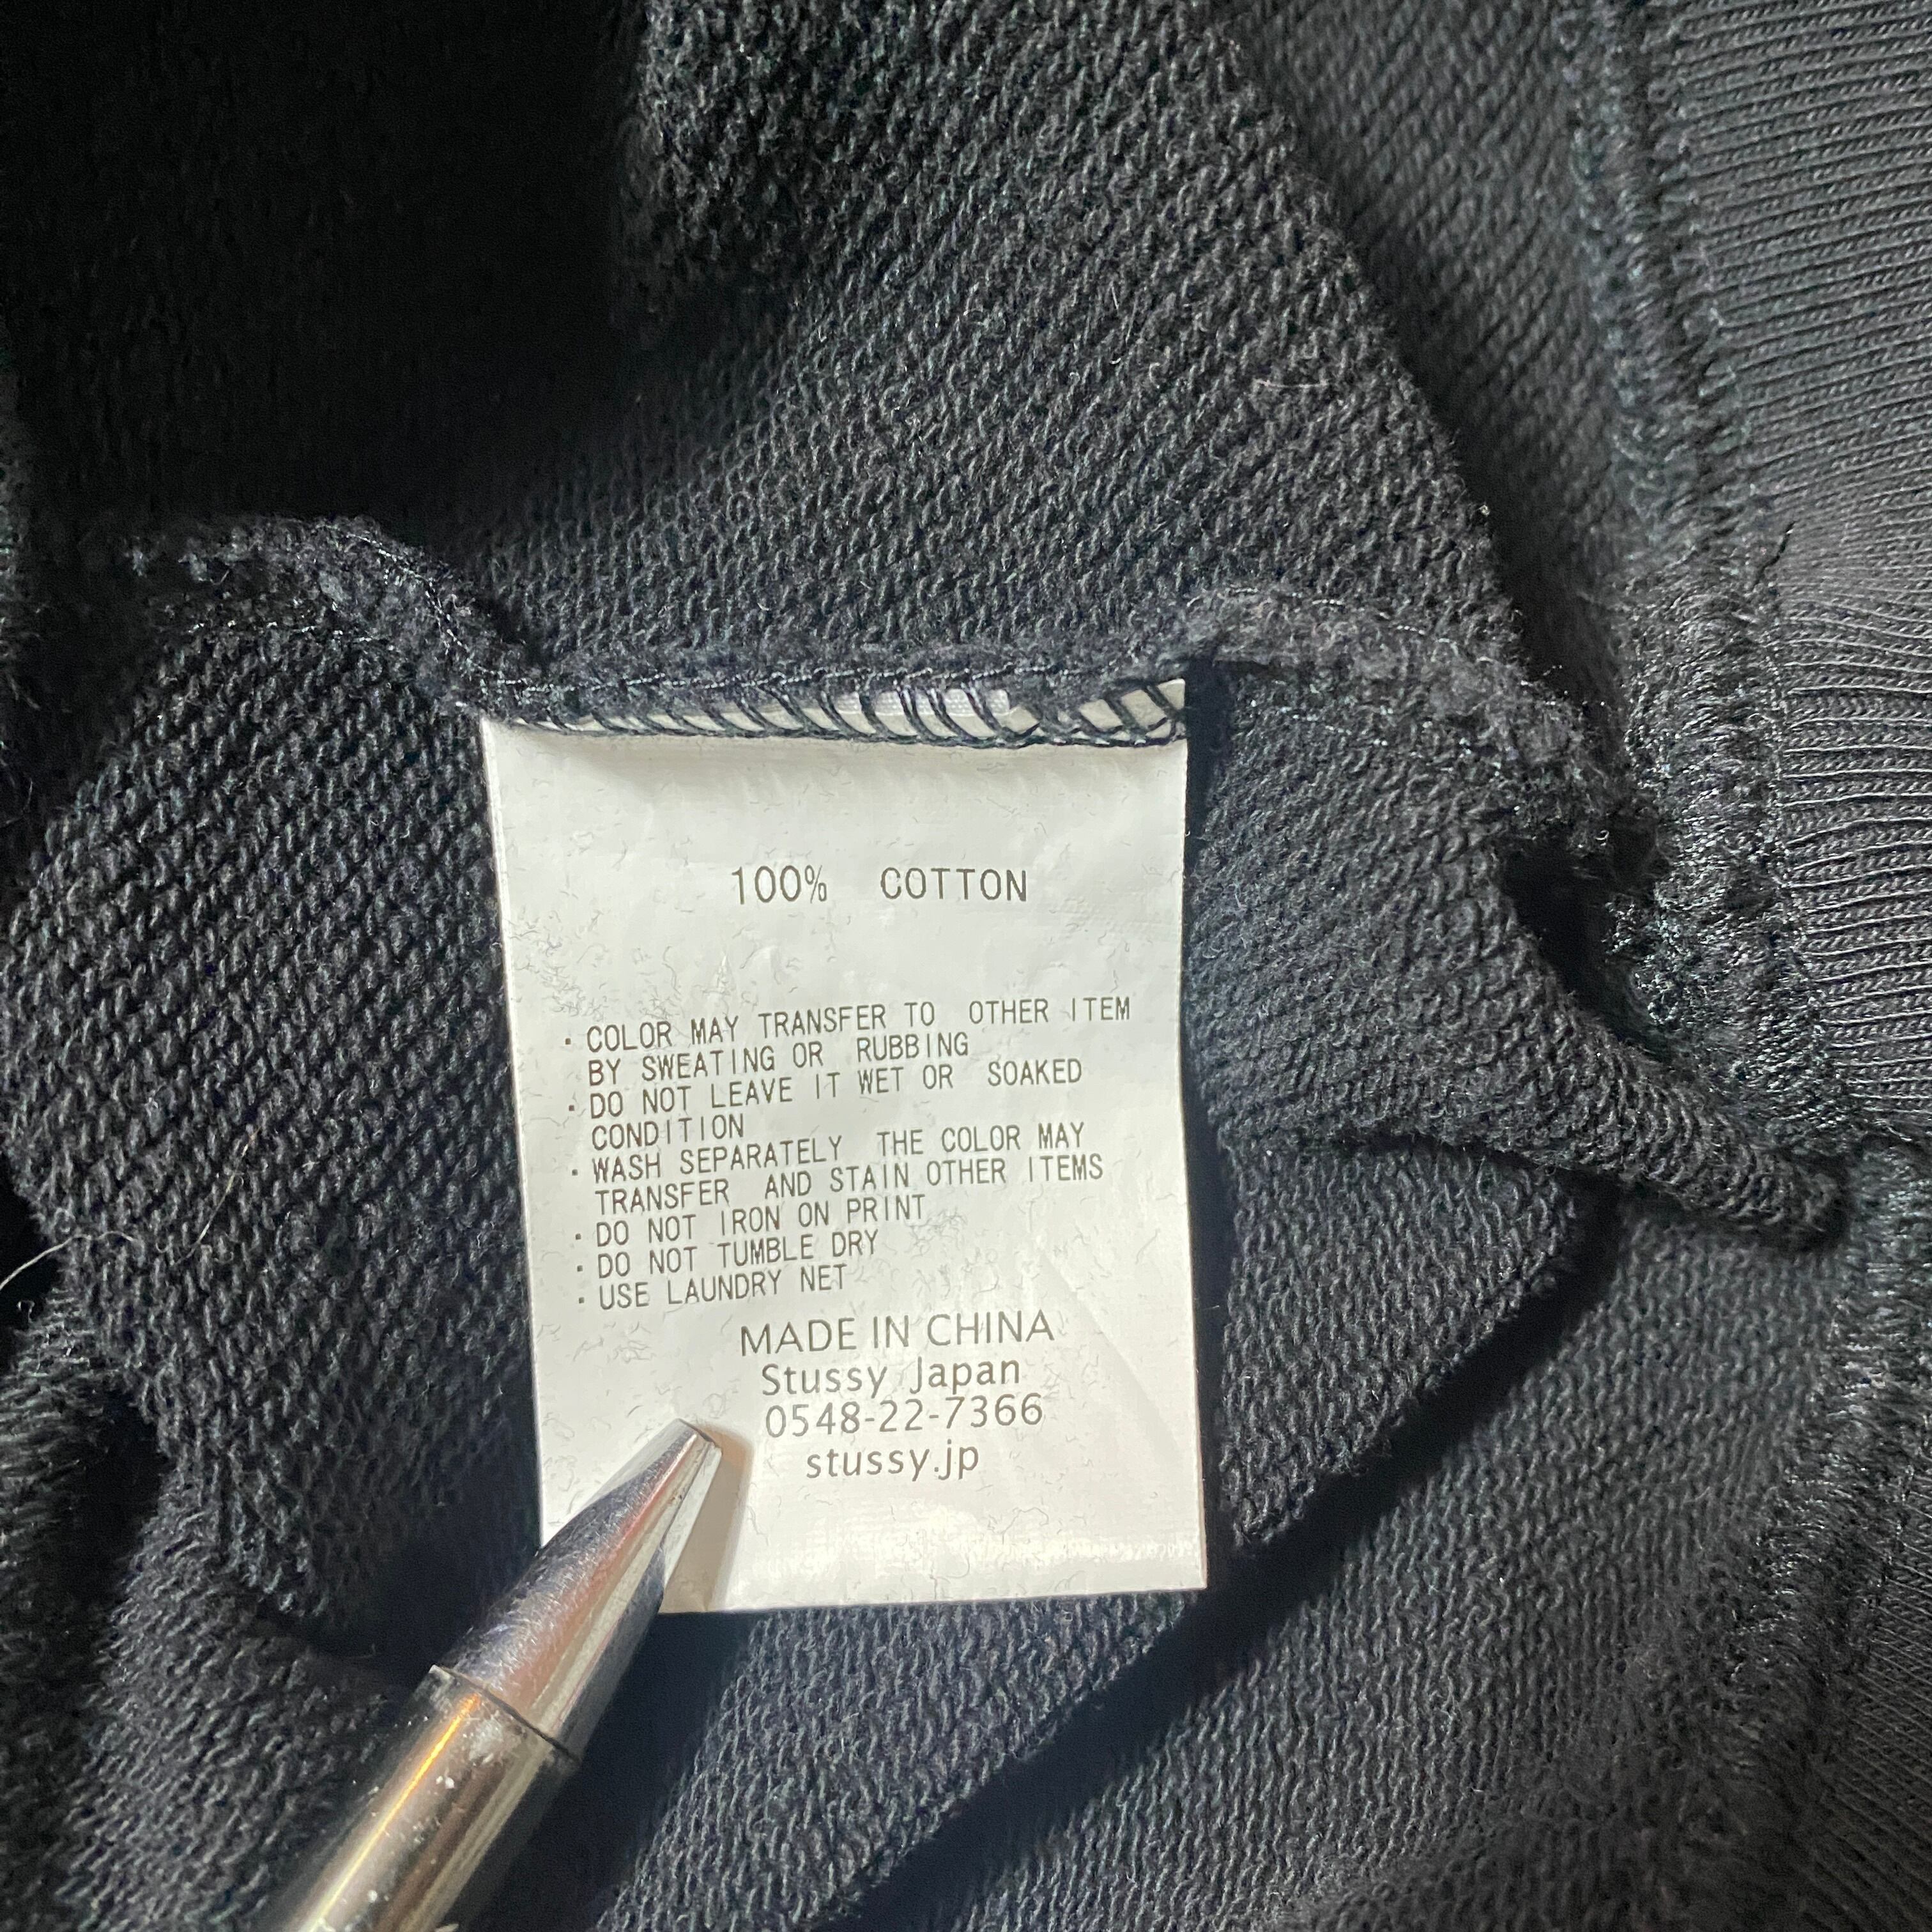 100% COTTON
・COLOR MAY TRANSFER TO OTHER ITEM
BY SWEATING OR RUBBING
・DO NOT LEAVE IT WET OR SOAKED
CONDITION
・WASH SEPARATELY THE COLOR MAY
TRANSFER AND STAIN OTHER ITEMS
・DO NOT IRON ON PRINT
・DO NOT TUMBLE DRY
・USE LAUNDRY NET
MADE IN CHINA
Stussy Japan
0548-22-7366
stussy.jp